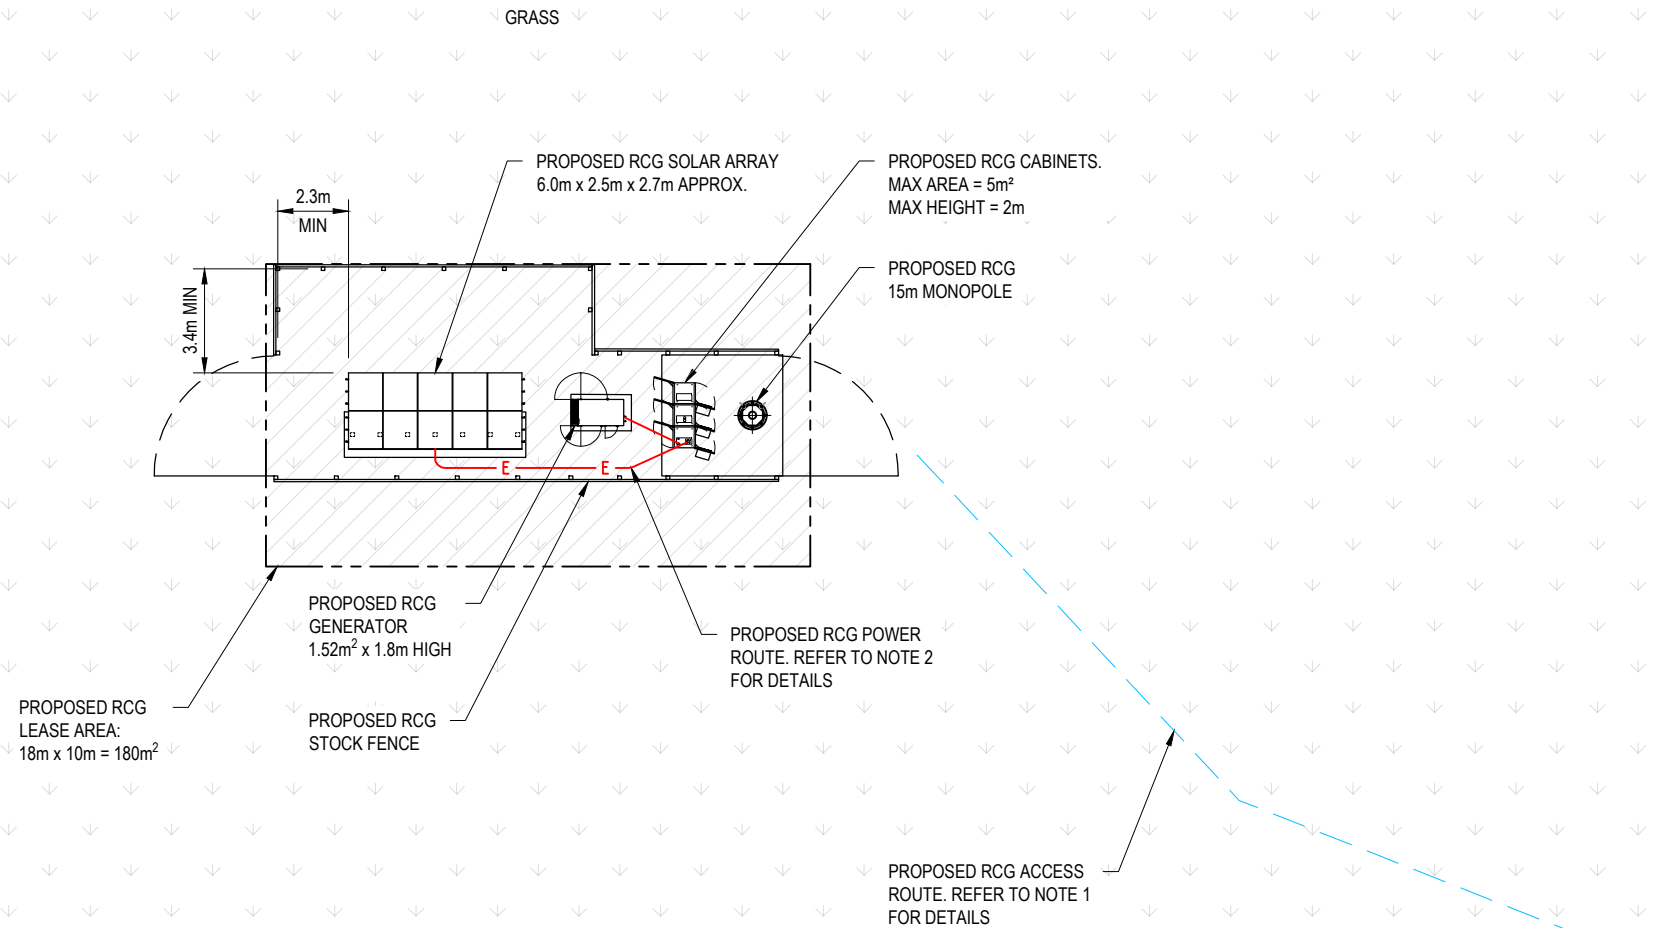 GRASS
PROPOSED RCG SOLAR ARRAY
6.0m x 2.5m x 2.7m APPROX.
PROPOSED RCG CABINETS.
MAX AREA = 5m²
MAX HEIGHT = 2m
2.3m
MIN
3.4m MIN
PROPOSED RCG
15m MONOPOLE
E
E
PROPOSED RCG
GENERATOR
1.52m² x 1.8m HIGH
PROPOSED RCG POWER
ROUTE. REFER TO NOTE 2
FOR DETAILS
PROPOSED RCG
LEASE AREA:
18m x 10m = 180m²
PROPOSED RCG
STOCK FENCE
PROPOSED RCG ACCESS
ROUTE. REFER TO NOTE 1
FOR DETAILS